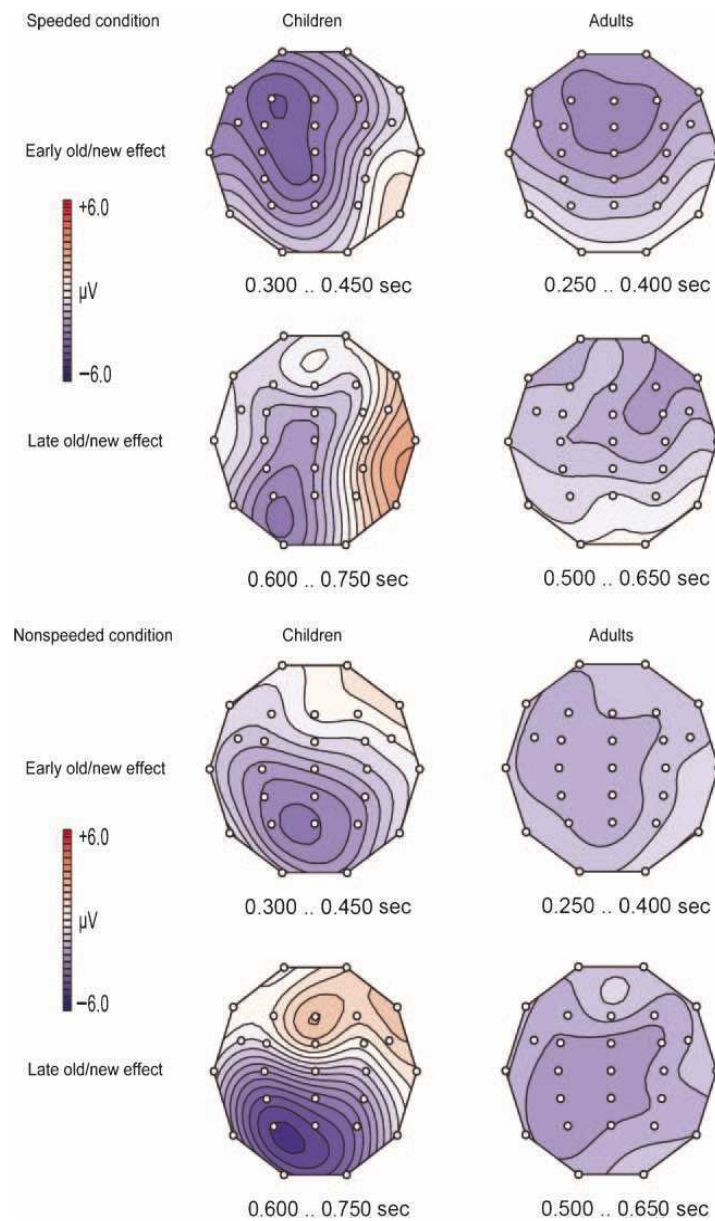 Speeded condition Children Adults
Early old/new effect
+6.0
μV
−6.0
0.300 .. 0.450 sec 0.250 .. 0.400 sec
Late old/new effect
0.600 .. 0.750 sec 0.500 .. 0.650 sec
Nonspeeded condition Children Adults
Early old/new effect
+6.0
μV
−6.0
0.300 .. 0.450 sec 0.250 .. 0.400 sec
Late old/new effect
0.600 .. 0.750 sec 0.500 .. 0.650 sec